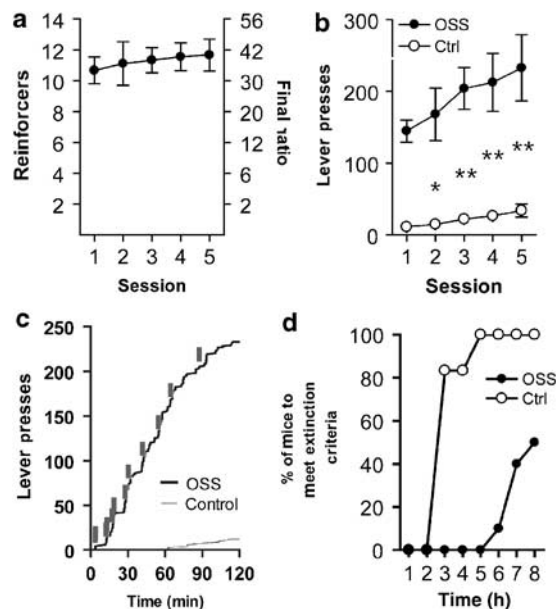 a
14
12
10
8
6
4
2
Reinforcers
56
42
30
20
12
6
2
Final ratio
1 2 3 4 5
Session
b
OSS
Ctrl
300
200
100
0
Lever presses
*
**
**
**
1 2 3 4 5
Session
c
250
200
150
100
50
0
Lever presses
OSS
Control
0 30 60 90 120
Time (min)
d
100
80
60
40
20
0
% of mice to
meet extinction
criteria
OSS
Ctrl
1 2 3 4 5 6 7 8
Time (h)